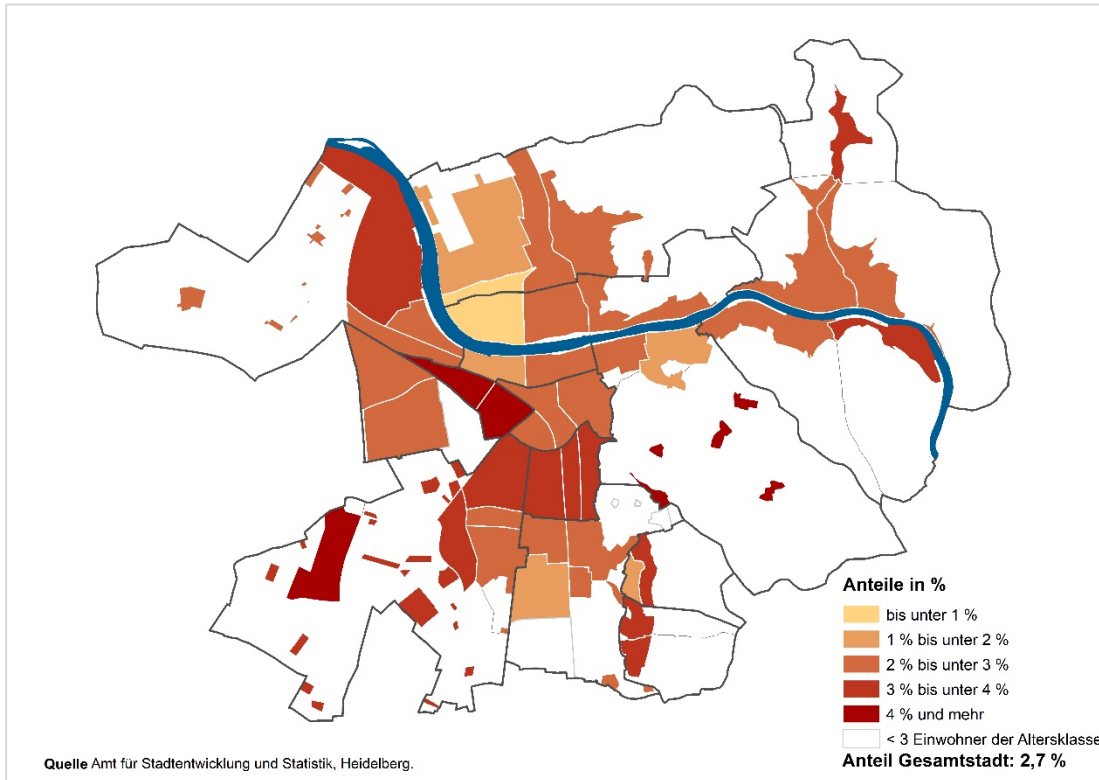 Anteile in %
bis unter 1 %
1 % bis unter 2 %
2 % bis unter 3 %
3 % bis unter 4 %
4 % und mehr
< 3 Einwohner der Altersklasse
Anteil Gesamtstadt: 2,7 %
Quelle Amt für Stadtentwicklung und Statistik, Heidelberg.